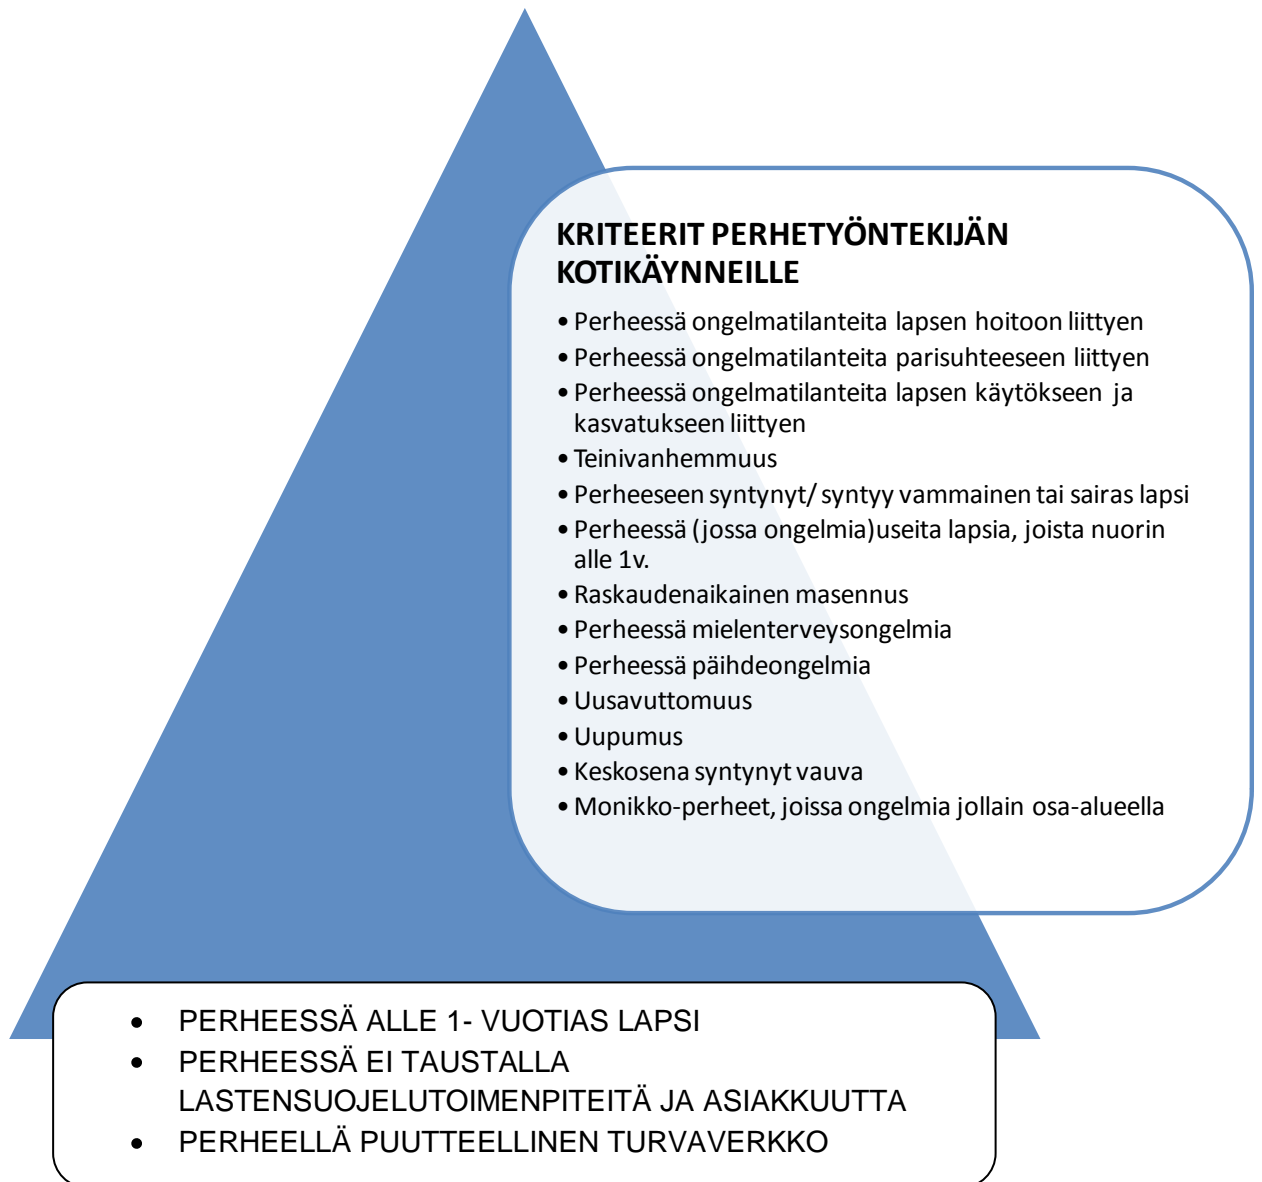 KRITEERIT PERHETYÖNTEKIJÄN
KOTIKÄYNNEILLE
• Perheessä ongelmatilanteita lapsen hoitoon liittyen
• Perheessä ongelmatilanteita parisuhteeseen liittyen
• Perheessä ongelmatilanteita lapsen käytökseen ja
kasvatukseen liittyen
• Teinivanhemmuus
• Perheeseen syntynyt/ syntyy vammainen tai sairas lapsi
• Perheessä (jossa ongelmia)useita lapsia, joista nuorin
alle 1v.
• Raskaudenaikainen masennus
• Perheessä mielenterveysongelmia
• Perheessä päihdeongelmia
• Uusavuttomuus
• Uupumus
• Keskosena syntynyt vauva
• Monikko-perheet, joissa ongelmia jollain osa-alueella
• PERHEESSÄ ALLE 1- VUOTIAS LAPSI
• PERHEESSÄ EI TAUSTALLA
LASTENSUOJELUTOIMENPITEITÄ JA ASIAKKUUTTA
• PERHEELLÄ PUUTTEELLINEN TURVAVERKKO